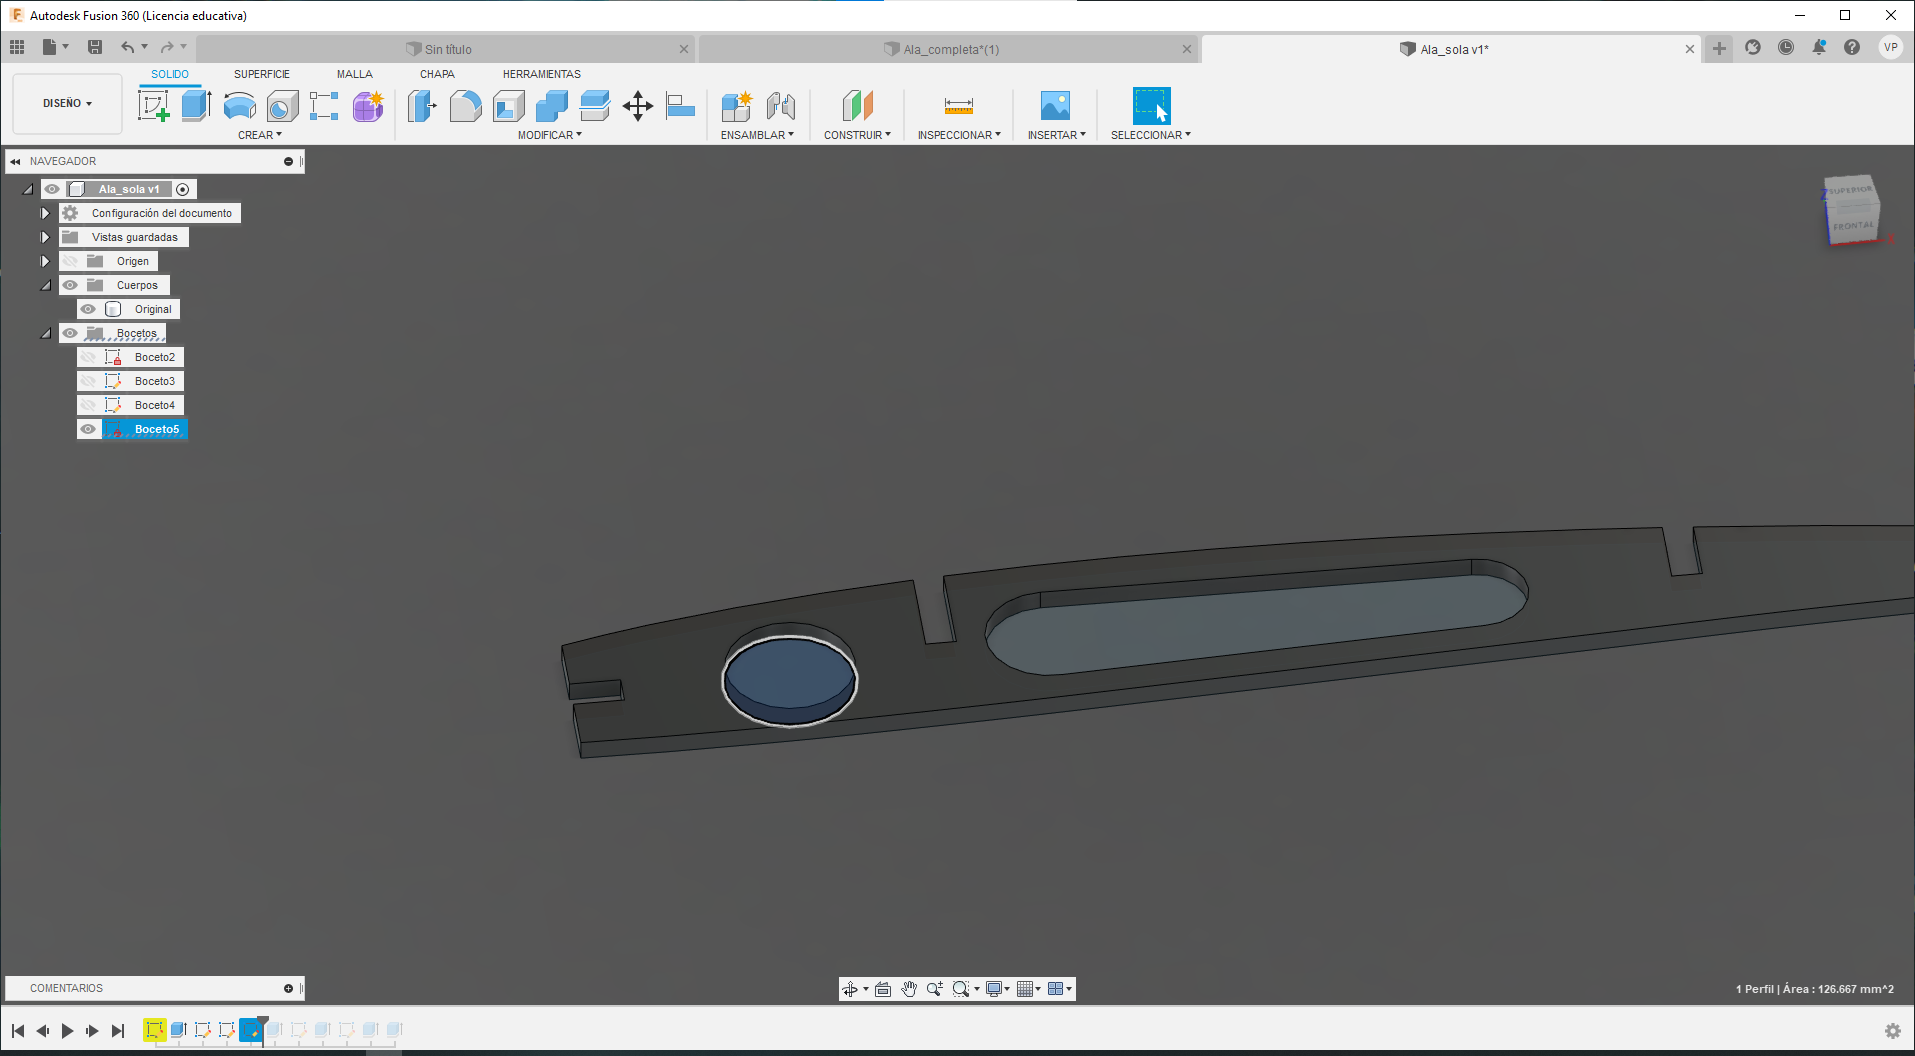 Autodesk Fusion 360 (Licencia educativa)
Sin título
Ala_completa*(1)
Ala_sola v1*
VP
DISEÑO
SOLIDO
SUPERFICIE
MALLA
CHAPA
HERRAMIENTAS
CREAR
MODIFICAR
ENSAMBLAR
CONSTRUIR
INSPECCIONAR
INSERTAR
SELECCIONAR
NAVEGADOR
Ala_sola v1
Configuración del documento
Vistas guardadas
Origen
Cuerpos
Original
Bocetos
Boceto2
Boceto3
Boceto4
Boceto5
Z
SUPERIOR
FRONTAL
X
COMENTARIOS
1 Perfil | Área : 126.667 mm^2